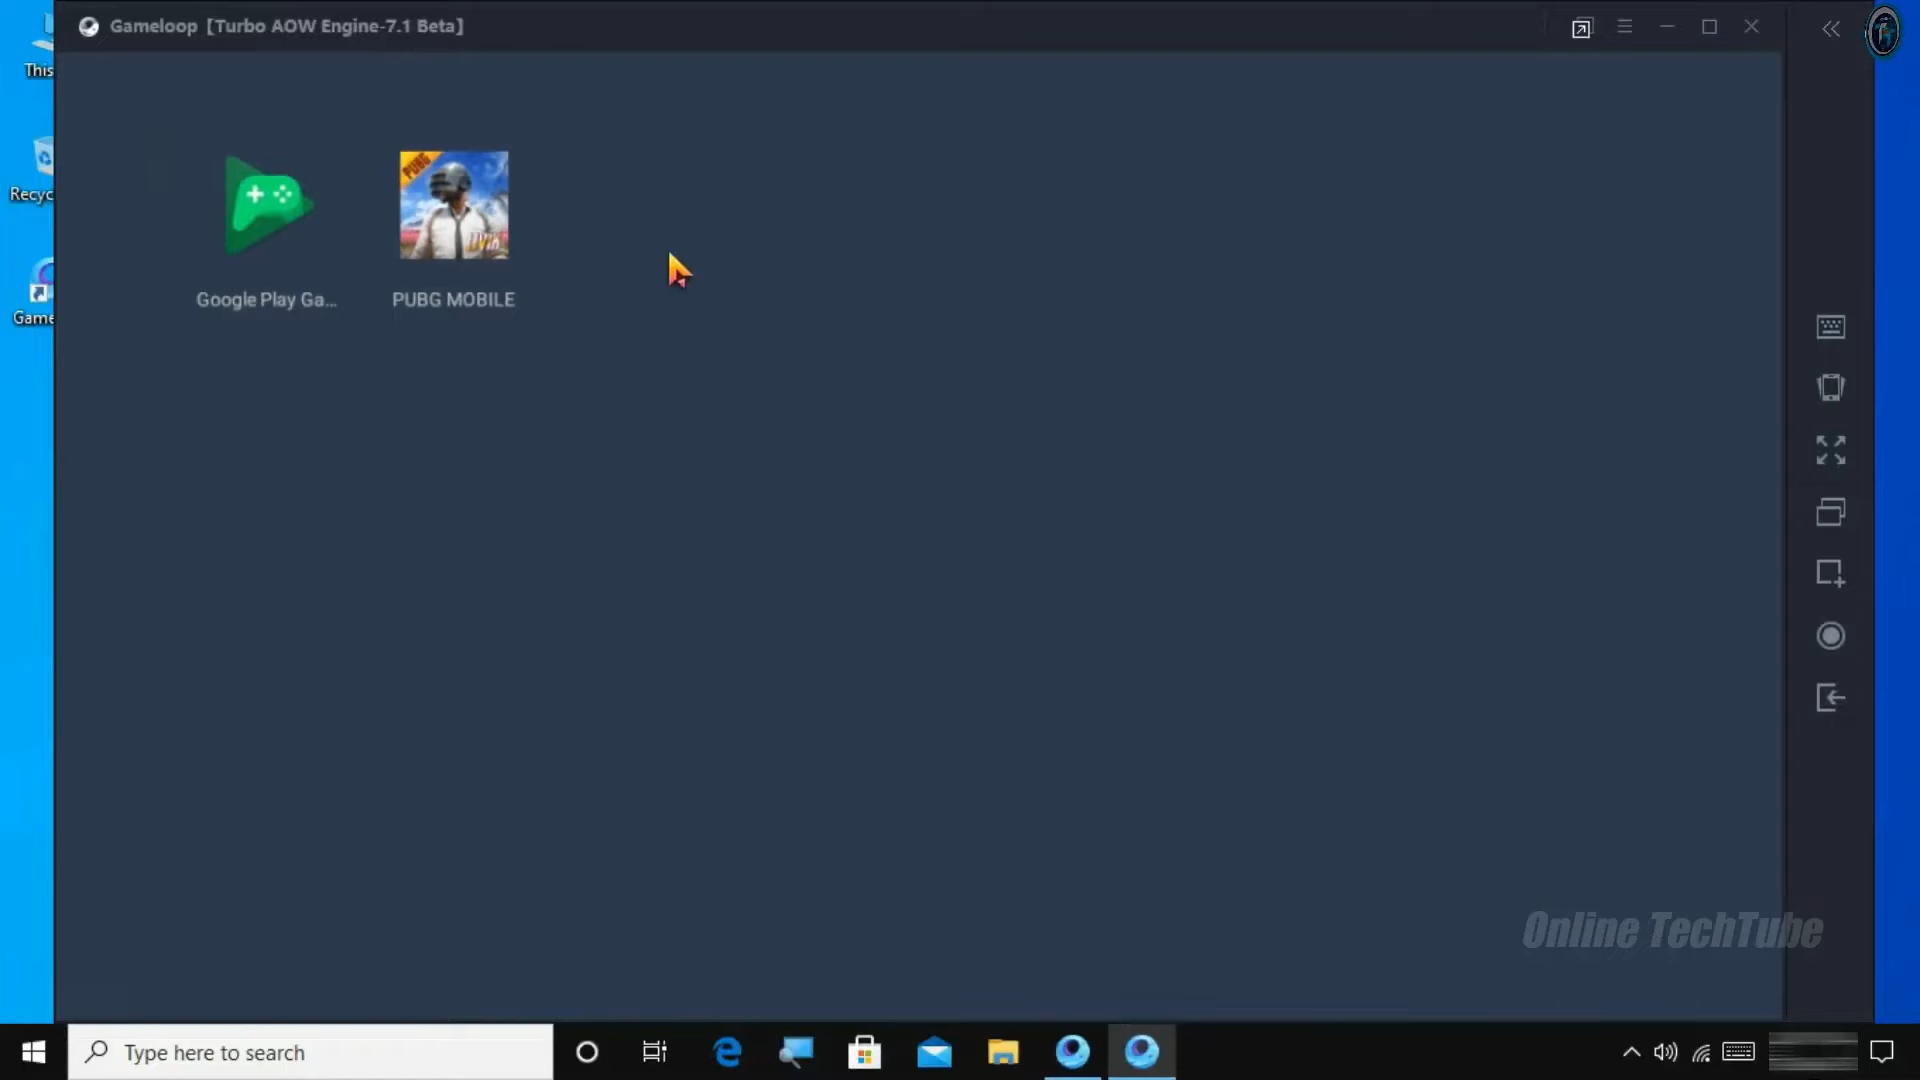 Gameloop [Turbo AOW Engine-7.1 Beta]
This
Recyc
Game
PUBG
Google Play Ga...
PUBG MOBILE
Online TechTube
Type here to search